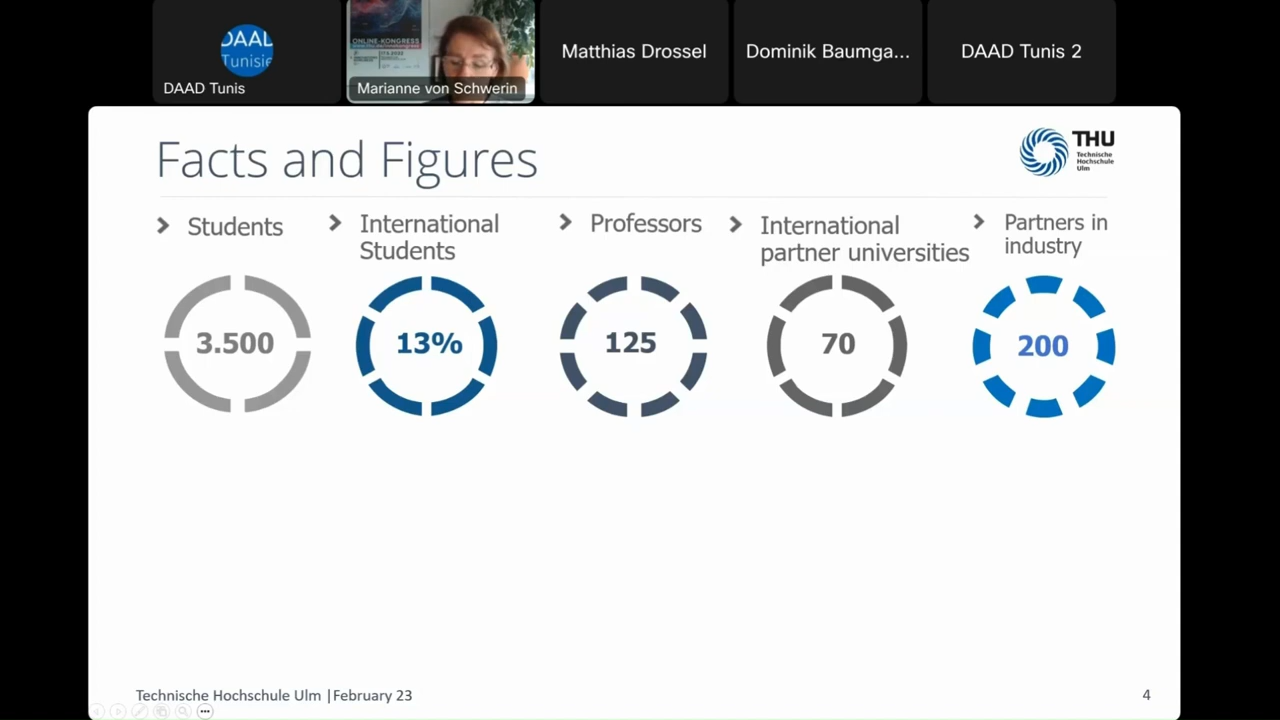 DAAD
Tunisie
DAAD Tunis
ONLINE-KONGRESS
Marianne von Schwerin
Matthias Drossel
Dominik Baumga...
DAAD Tunis 2
Facts and Figures
THU
Technische
Hochschule
Ulm
Students
International
Students
Professors
International
partner universities
Partners in
industry
3.500
13%
125
70
200
Technische Hochschule Ulm |February 23
4